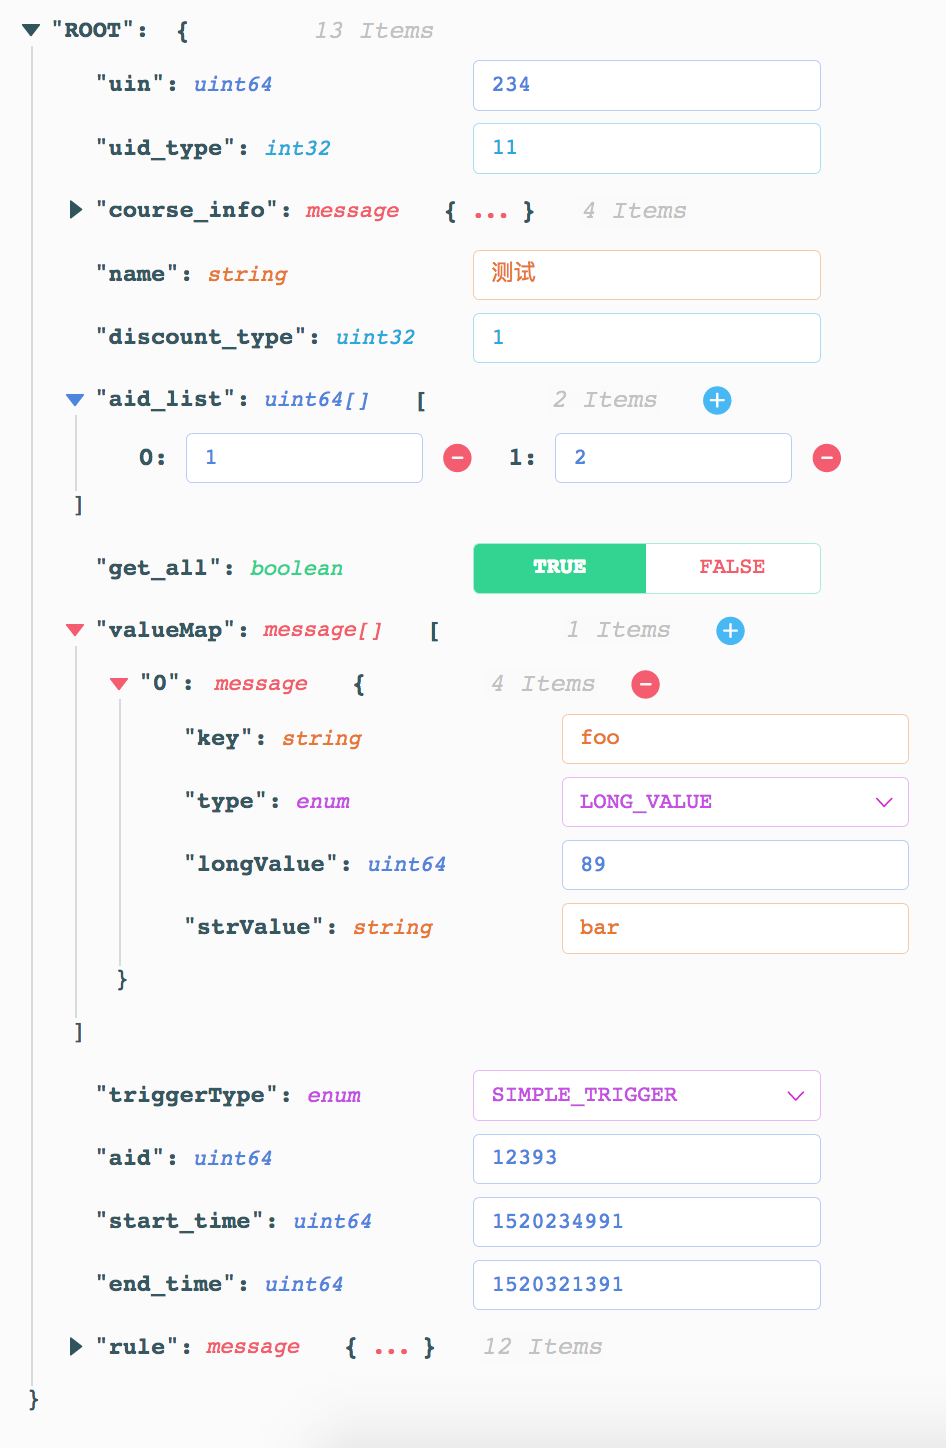 "ROOT": { 13 Items
"uin": uint64 234
"uid_type": int32 11
"course_info": message { ... } 4 Items
"name": string 测试
"discount_type": uint32 1
"aid_list": uint64[] [ 2 Items +
0: 1 − 1: 2 −
]
"get_all": boolean TRUE FALSE
"valueMap": message[] [ 1 Items +
"0": message { 4 Items −
"key": string foo
"type": enum LONG_VALUE
"longValue": uint64 89
"strValue": string bar
}
]
"triggerType": enum SIMPLE_TRIGGER
"aid": uint64 12393
"start_time": uint64 1520234991
"end_time": uint64 1520321391
"rule": message { ... } 12 Items
}